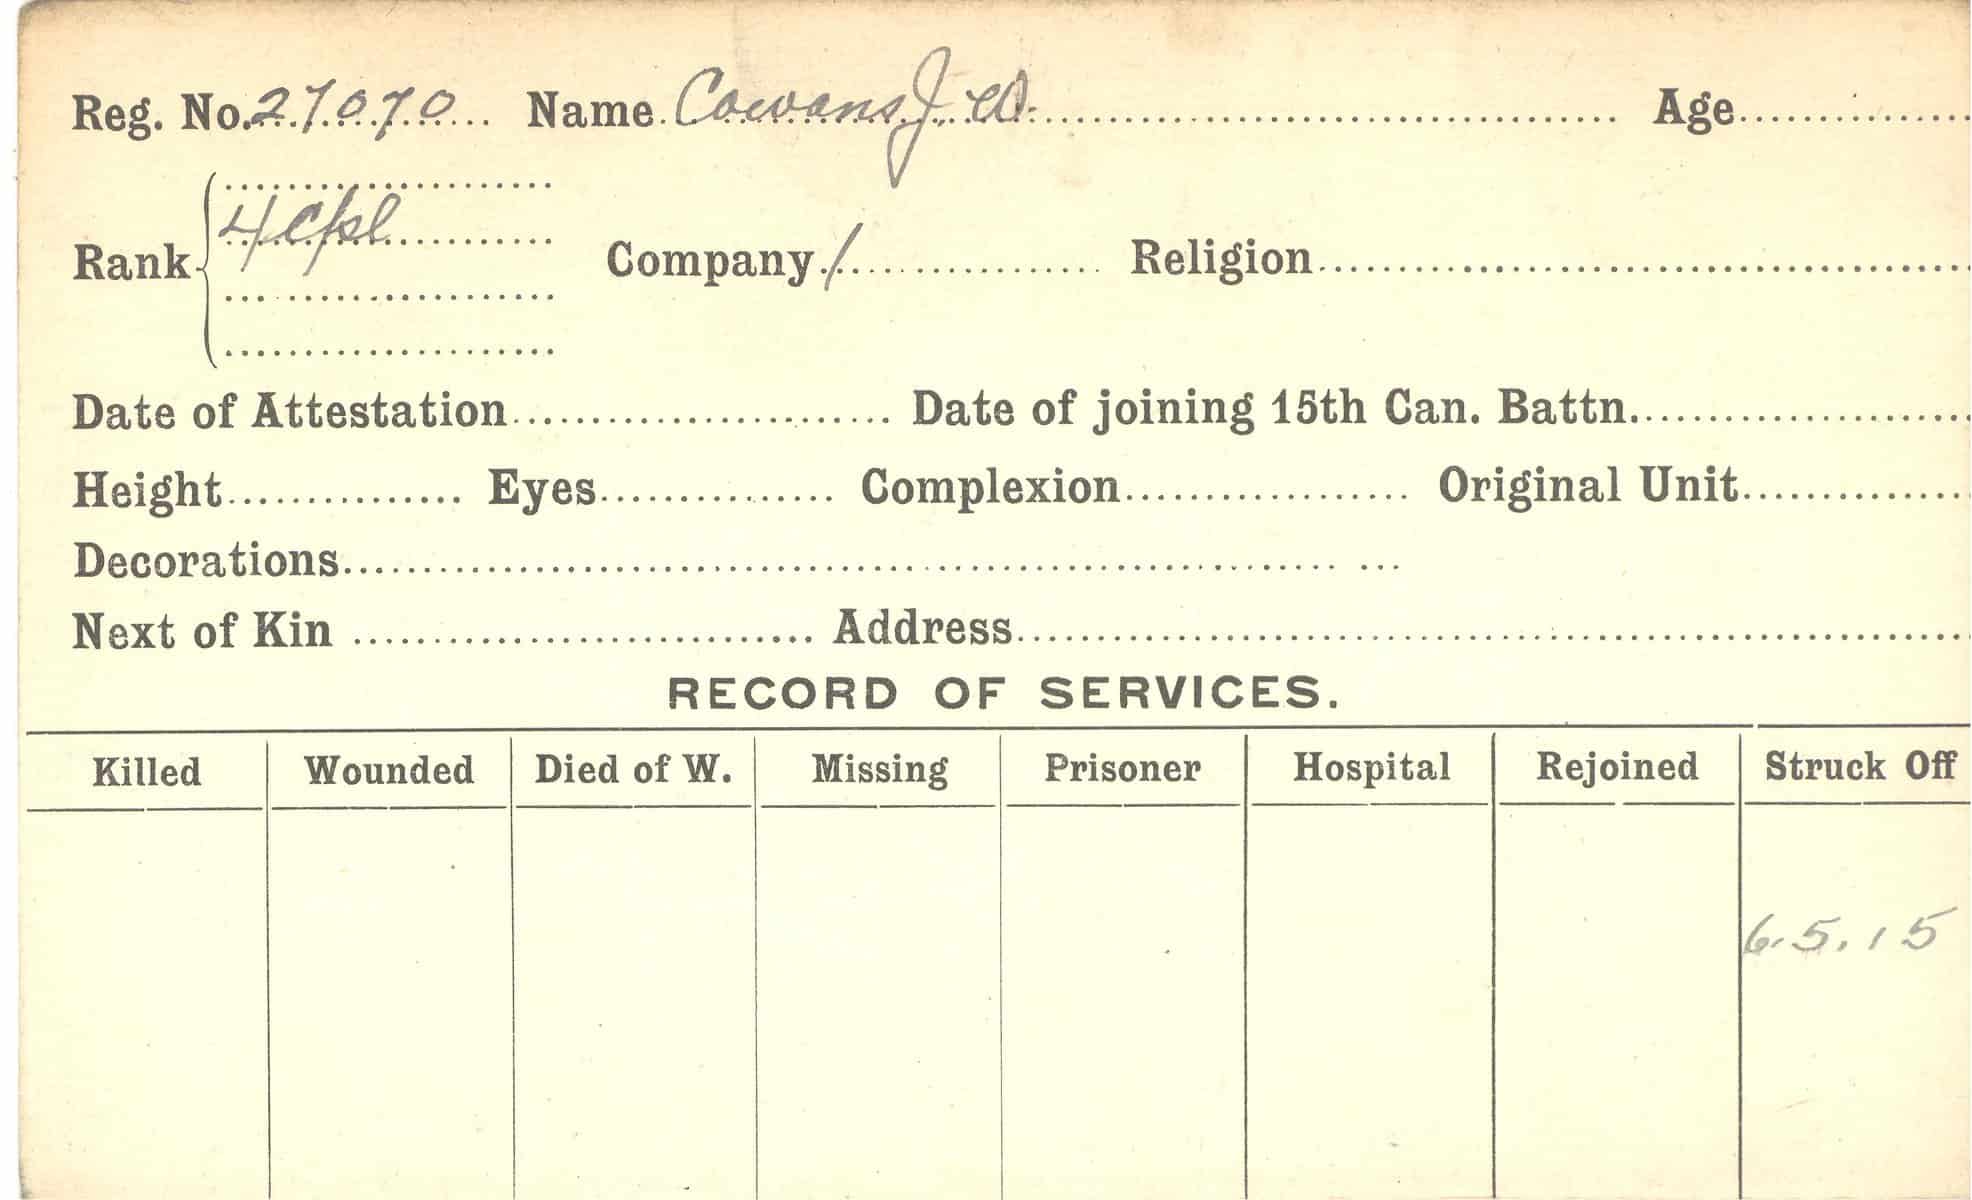 Reg. No. 27070 Name Cowans J. W. Age
Rank L/Cpl Company 1 Religion
Date of Attestation Date of joining 15th Can. Battn.
Height Eyes Complexion Original Unit
Decorations
Next of Kin Address
RECORD OF SERVICES.
Killed Wounded Died of W. Missing Prisoner Hospital Rejoined Struck Off
6.5.15